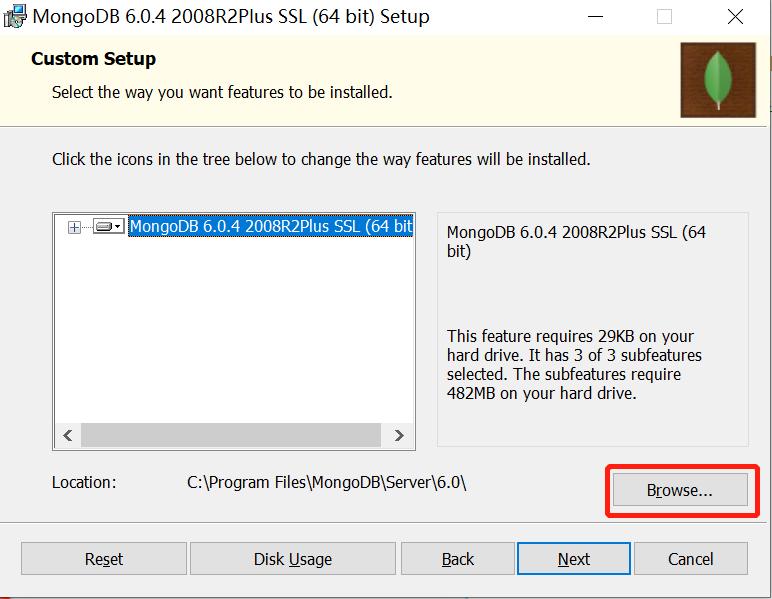 MongoDB 6.0.4 2008R2Plus SSL (64 bit) Setup
Custom Setup
Select the way you want features to be installed.
Click the icons in the tree below to change the way features will be installed.
MongoDB 6.0.4 2008R2Plus SSL (64 bit
MongoDB 6.0.4 2008R2Plus SSL (64
bit)
This feature requires 29KB on your
hard drive. It has 3 of 3 subfeatures
selected. The subfeatures require
482MB on your hard drive.
Location: C:\Program Files\MongoDB\Server\6.0\
Browse...
Reset Disk Usage Back Next Cancel